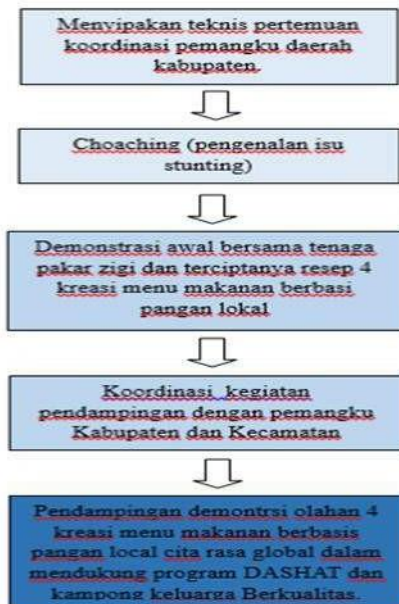 Menyipakan teknis pertemuan
koordinasi pemangku daerah
kabupaten.
Choaching (pengenalan isu
stunting)
Demonstrasi awal bersama tenaga
pakar zigi dan terciptanya resep 4
kreasi menu makanan berbasi
pangan lokal
Koordinasi kegiatan
pendampingan dengan pemangku
Kabupaten dan Kecamatan
Pendampingan demontrsi olahan 4
kreasi menu makanan berbasis
pangan local cita rasa global dalam
mendukung program DASHAT dan
kampong keluarga Berkualitas.